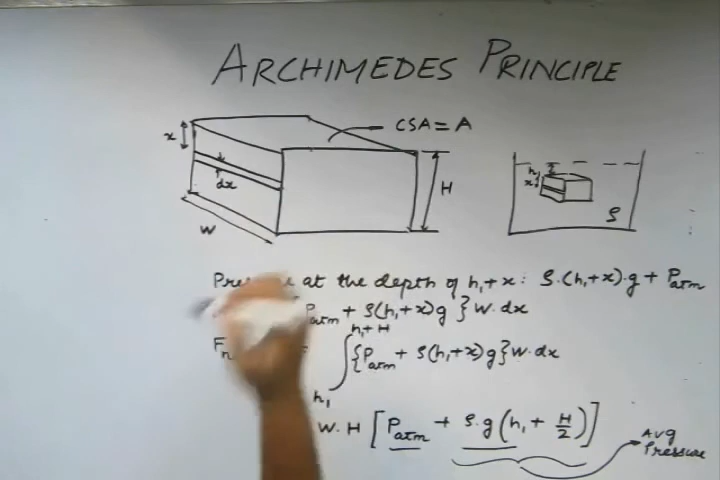 ARCHIMEDES PRINCIPLE
CSA = A
x
dx
H
W
h₁
x
ρ
at the depth of h₁+x : ρ.(h₁+x).g + Patm
Patm + ρ(h₁+x)g } W.dx
h₁+H
∫ {Patm + ρ(h₁+x)g} W.dx
h₁
W.H [Patm + ρ.g (h₁ + H/2)]
AVG
Pressure